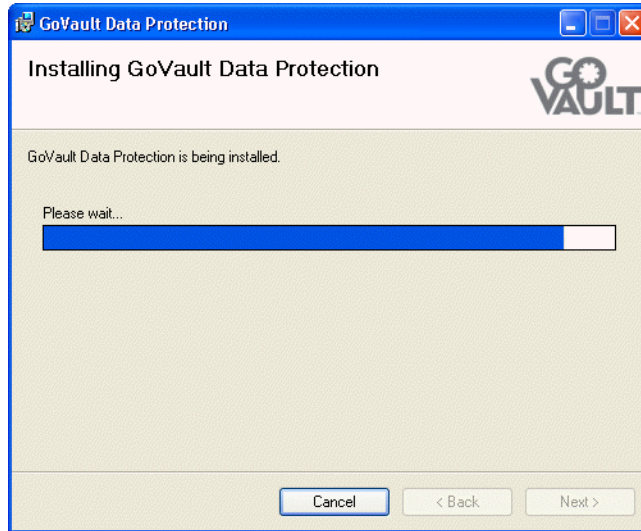 GoVault Data Protection
Installing GoVault Data Protection
GO
VAULT
GoVault Data Protection is being installed.
Please wait...
Cancel
< Back
Next >